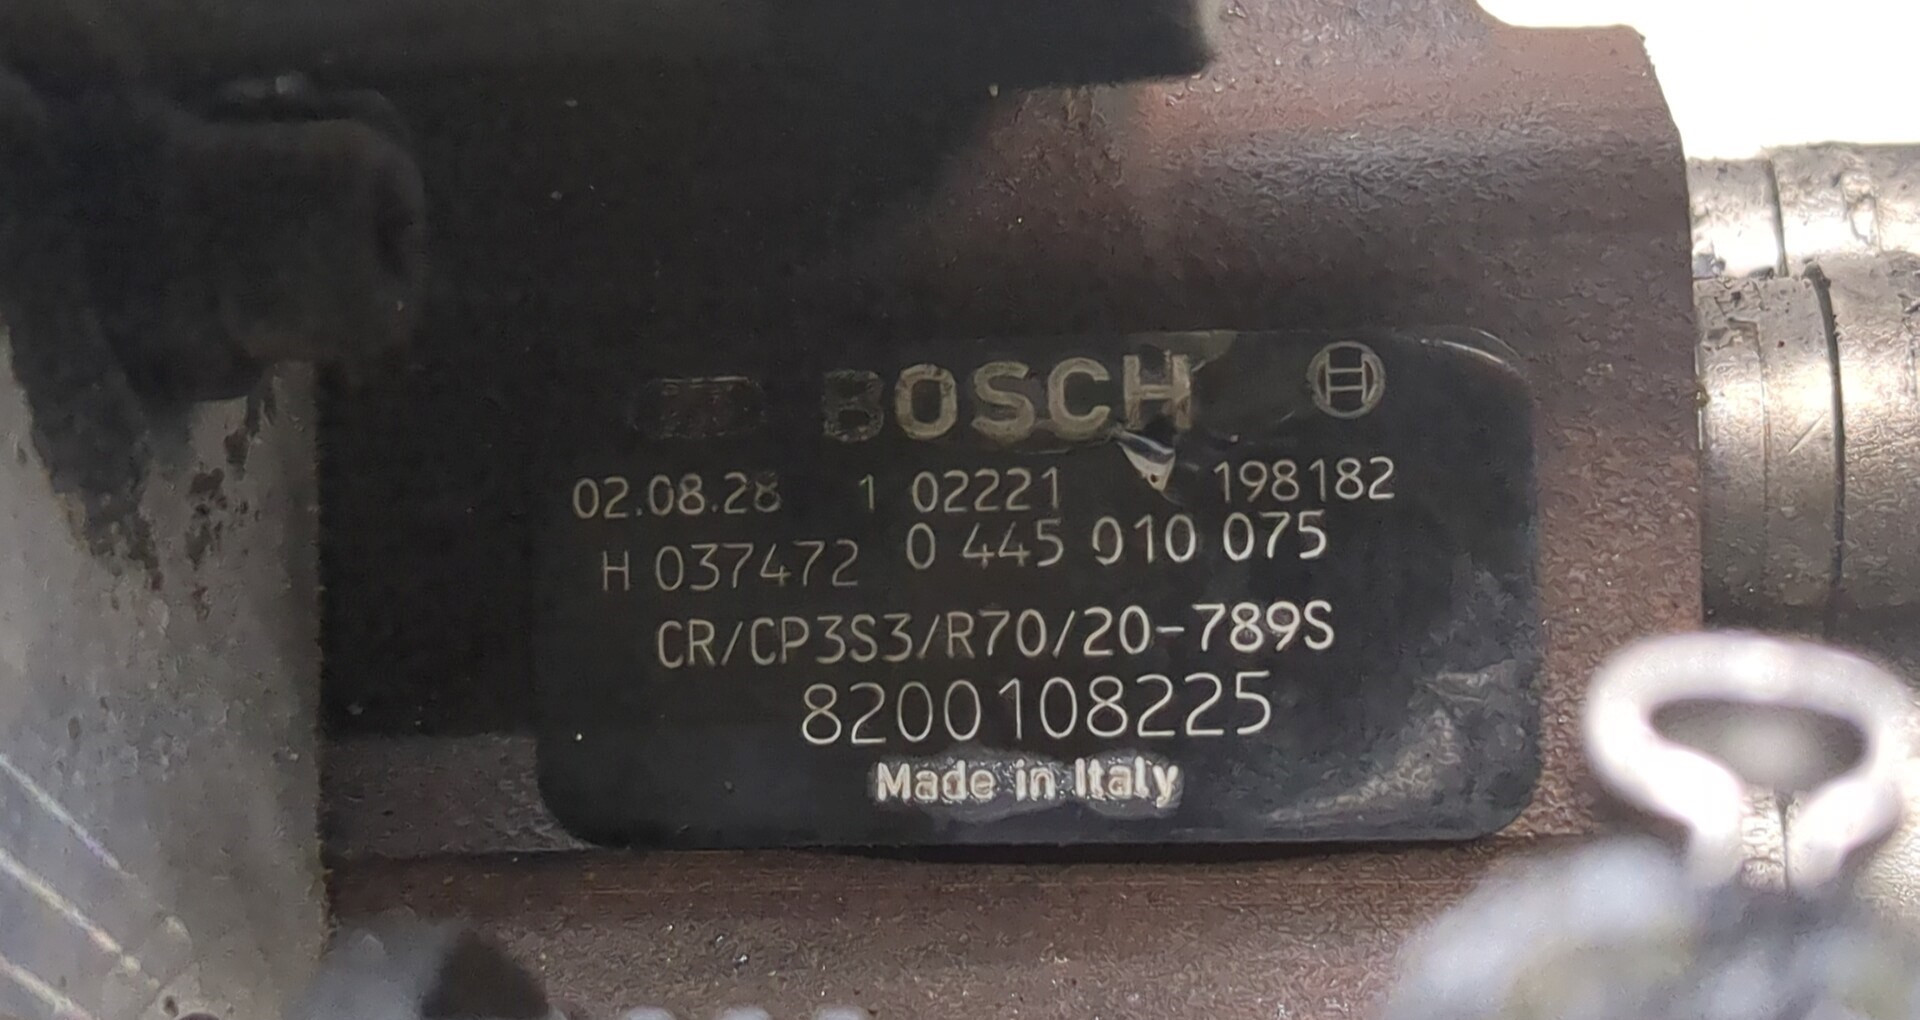 BOSCH
02.08.28 1 02221 198182
H 037472 0 445 010 075
CR/CP3S3/R70/20-789S
8200108225
Made in Italy